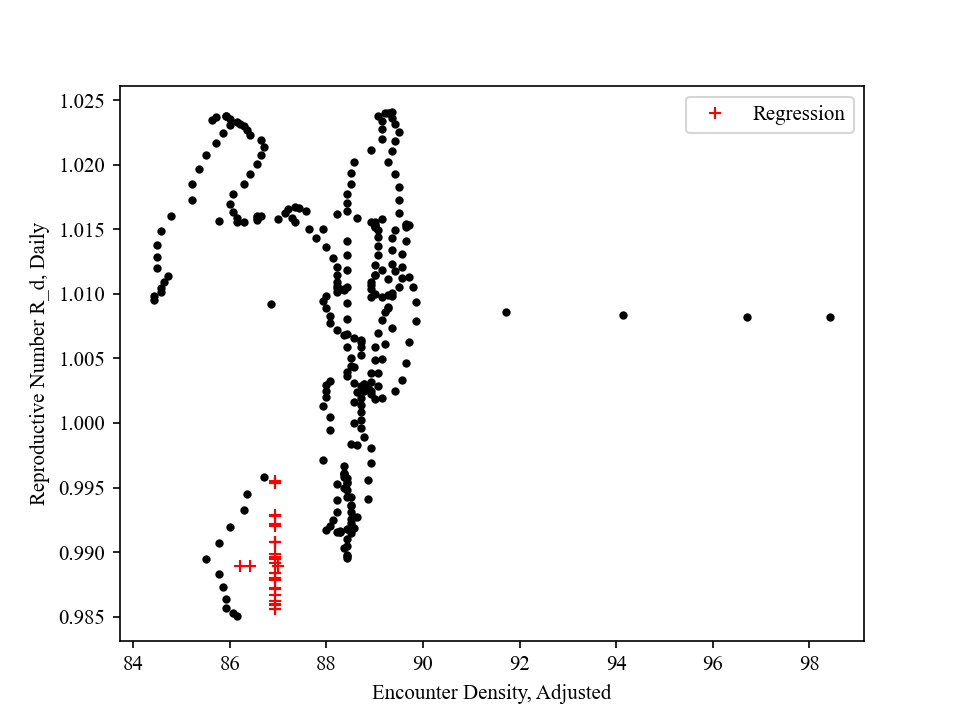 Regression
1.025
1.020
1.015
1.010
1.005
1.000
0.995
0.990
0.985
Reproductive Number R_d, Daily
84 86 88 90 92 94 96 98
Encounter Density, Adjusted